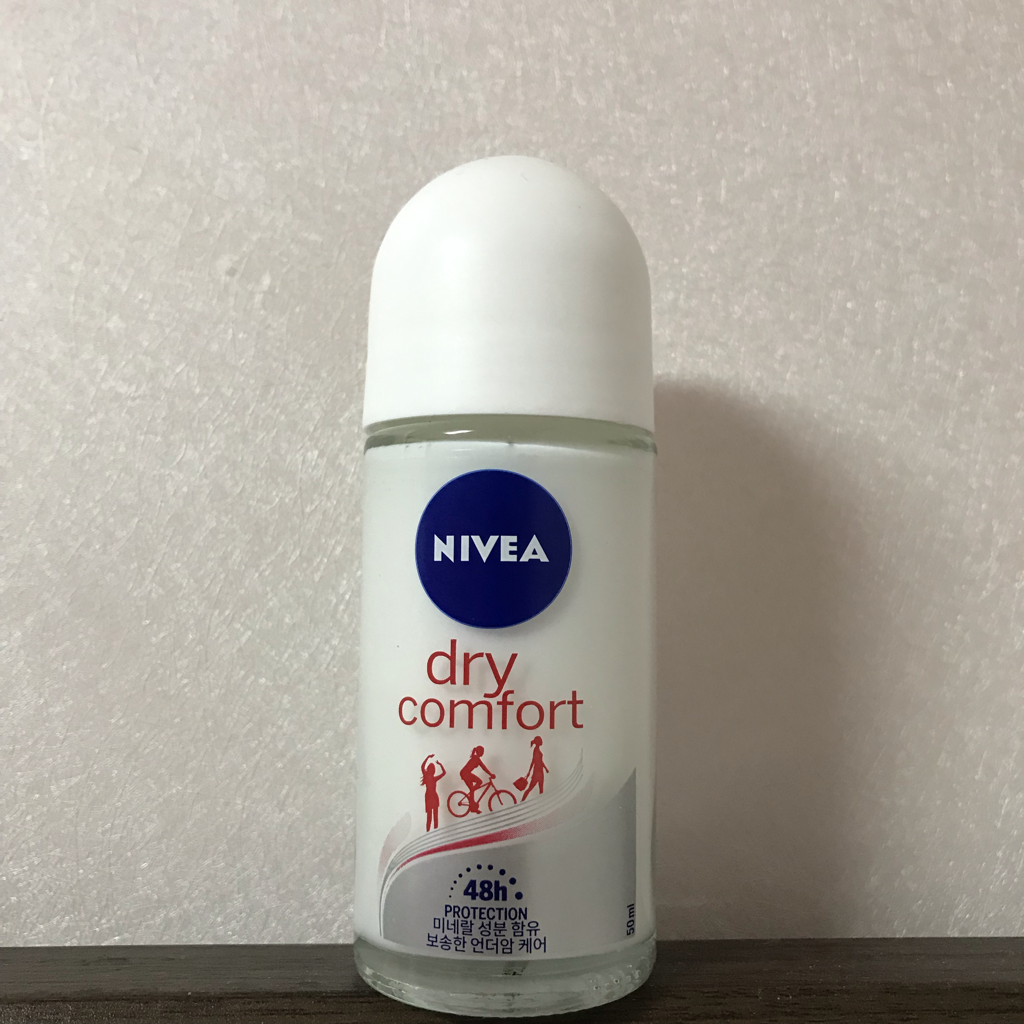 NIVEA
dry
comfort
48h
PROTECTION
미네랄 성분 함유
보송한 언더암 케어
50ml